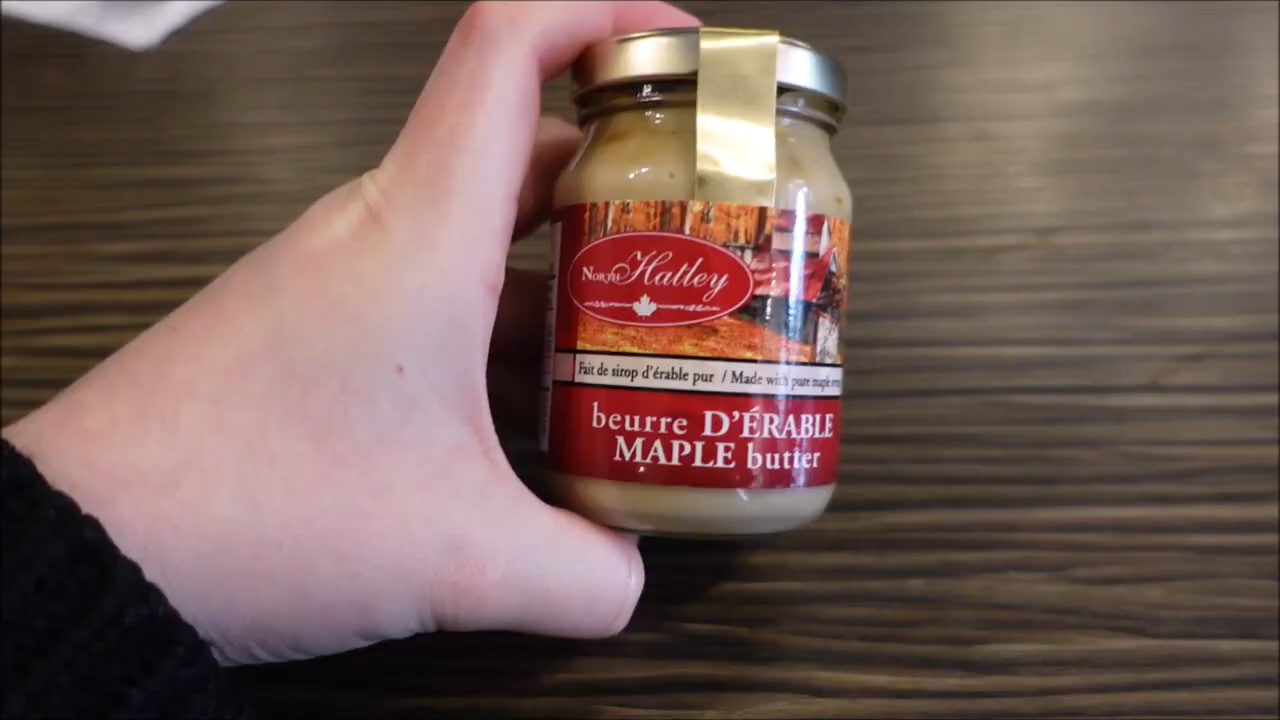 North Hatley
Fait de sirop d'érable pur / Made with pure maple
beurre D'ÉRABLE
MAPLE butter